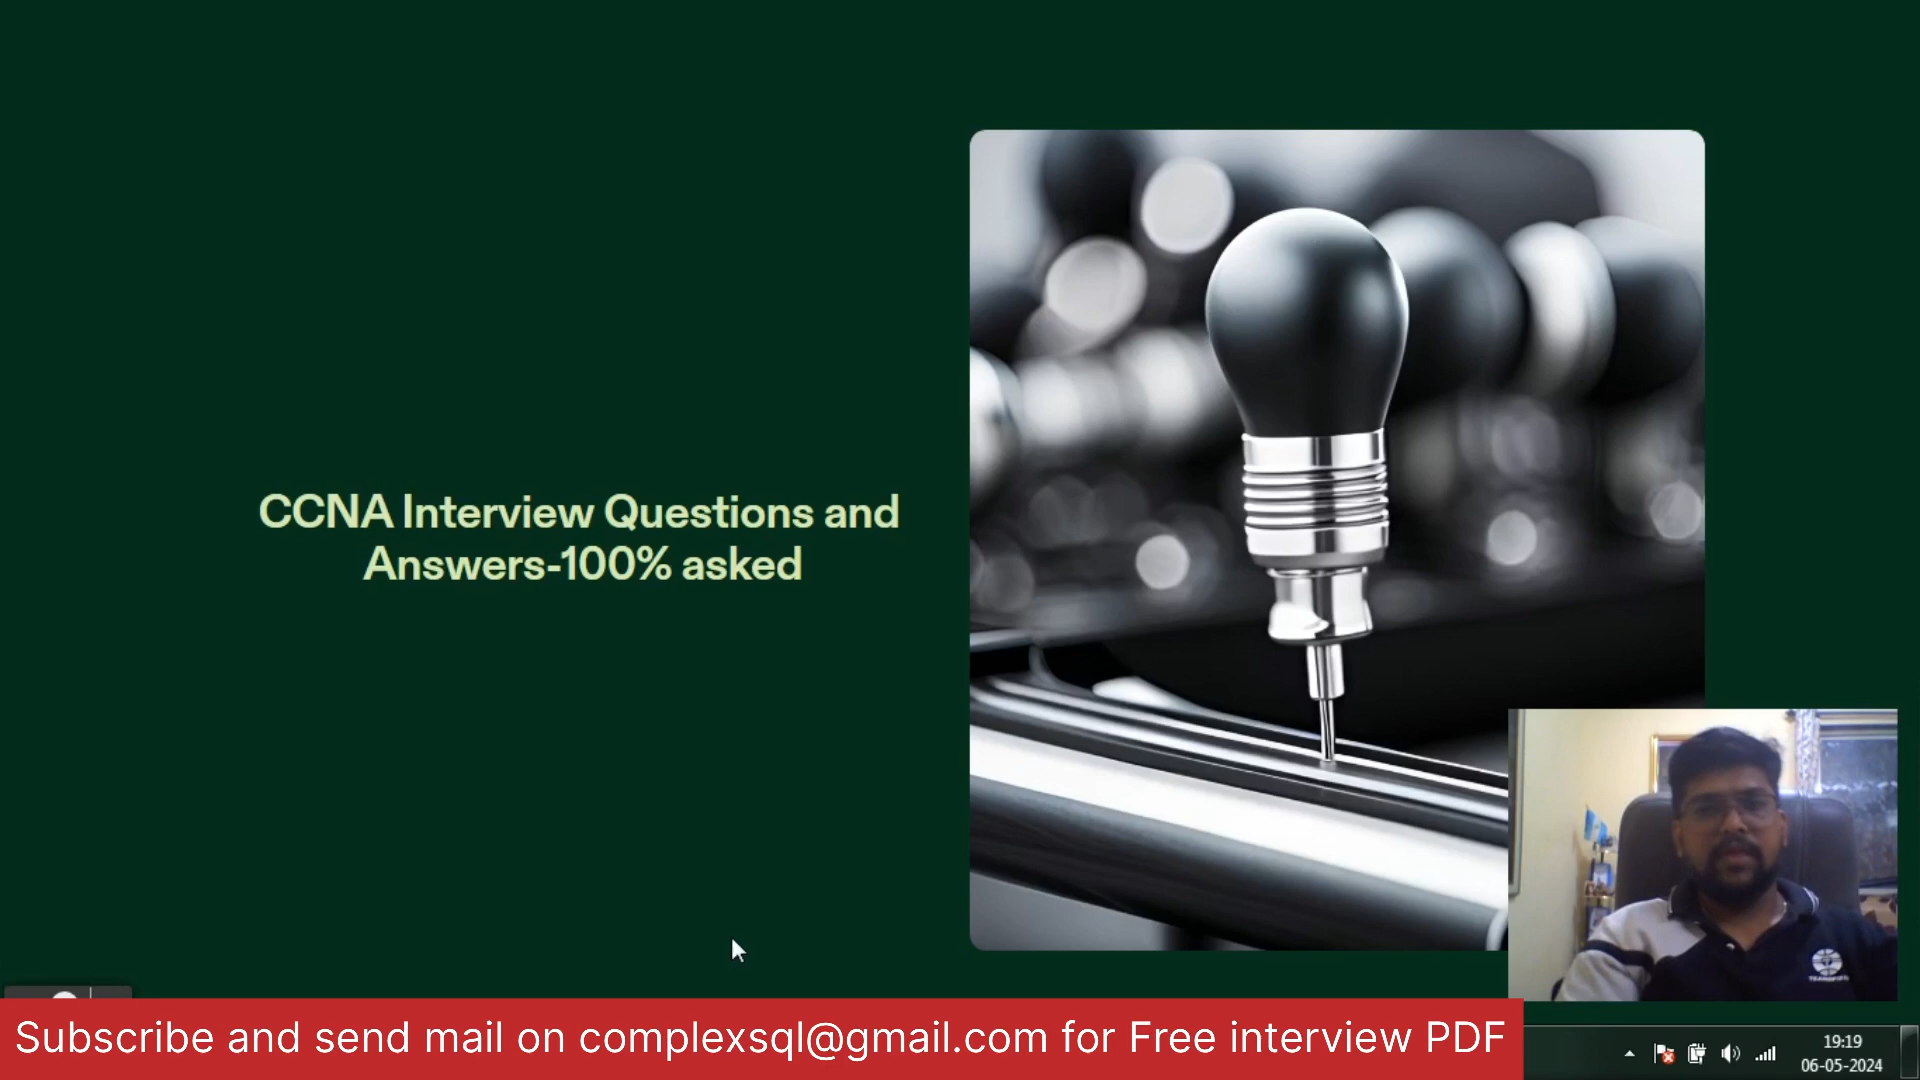 CCNA Interview Questions and
Answers-100% asked
Subscribe and send mail on complexsql@gmail.com for Free interview PDF
19:19
06-05-2024